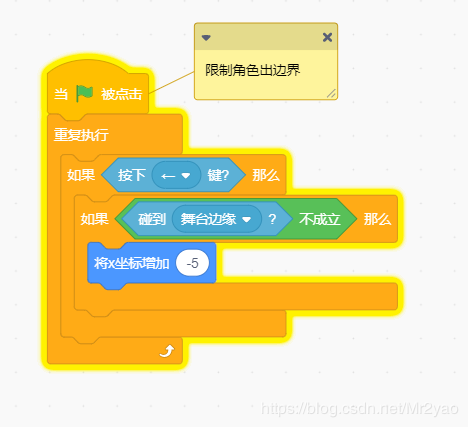 限制角色出边界
当 被点击
重复执行
如果 按下 ← 键? 那么
如果 碰到 舞台边缘 ? 不成立 那么
将x坐标增加 -5
https://blog.csdn.net/Mr2yao